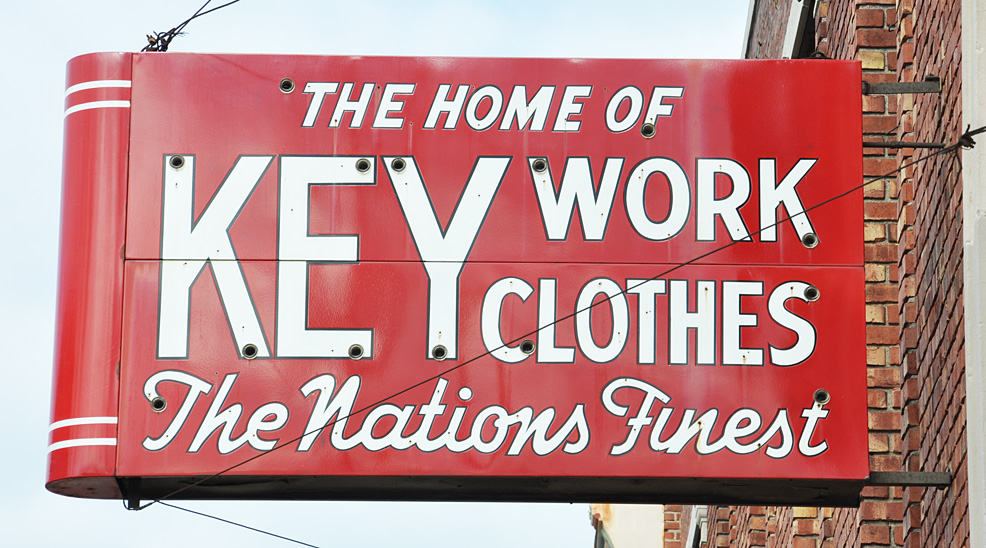 THE HOME OF
KEY WORK
CLOTHES
The Nations Finest